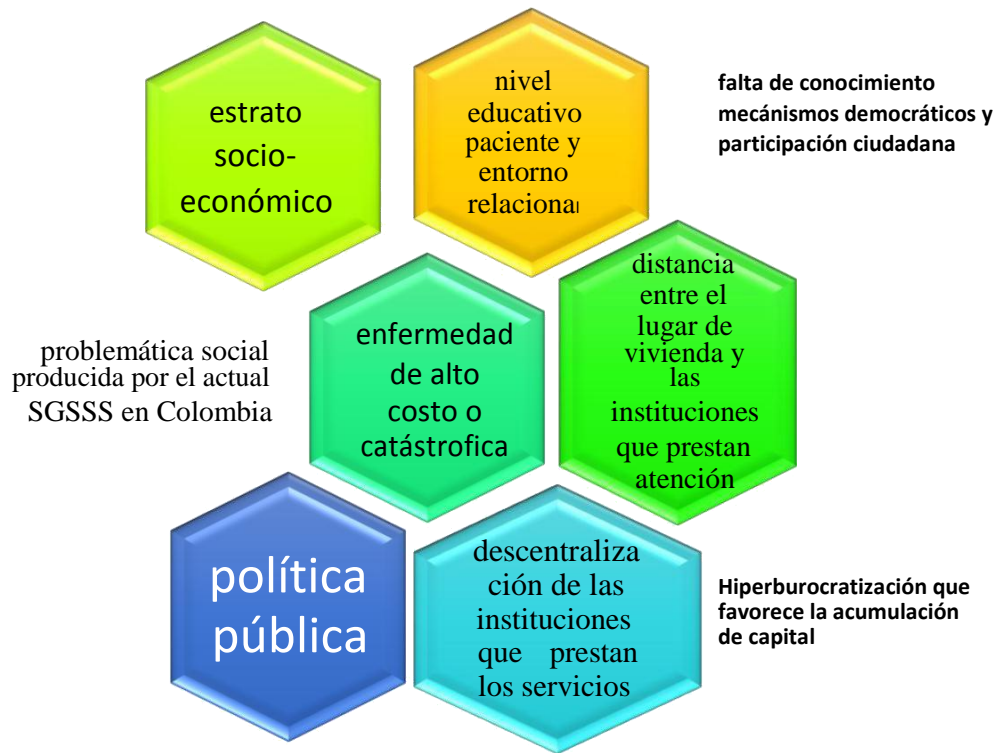 estrato
socio-
económico
nivel
educativo
paciente y
entorno
relacional
falta de conocimiento
mecánismos democráticos y
participación ciudadana
problemática social
producida por el actual
SGSSS en Colombia
enfermedad
de alto
costo o
catástrofica
distancia
entre el
lugar de
vivienda y
las
instituciones
que prestan
atención
política
pública
descentraliza
ción de las
instituciones
que prestan
los servicios
Hiperburocratización que
favorece la acumulación
de capital